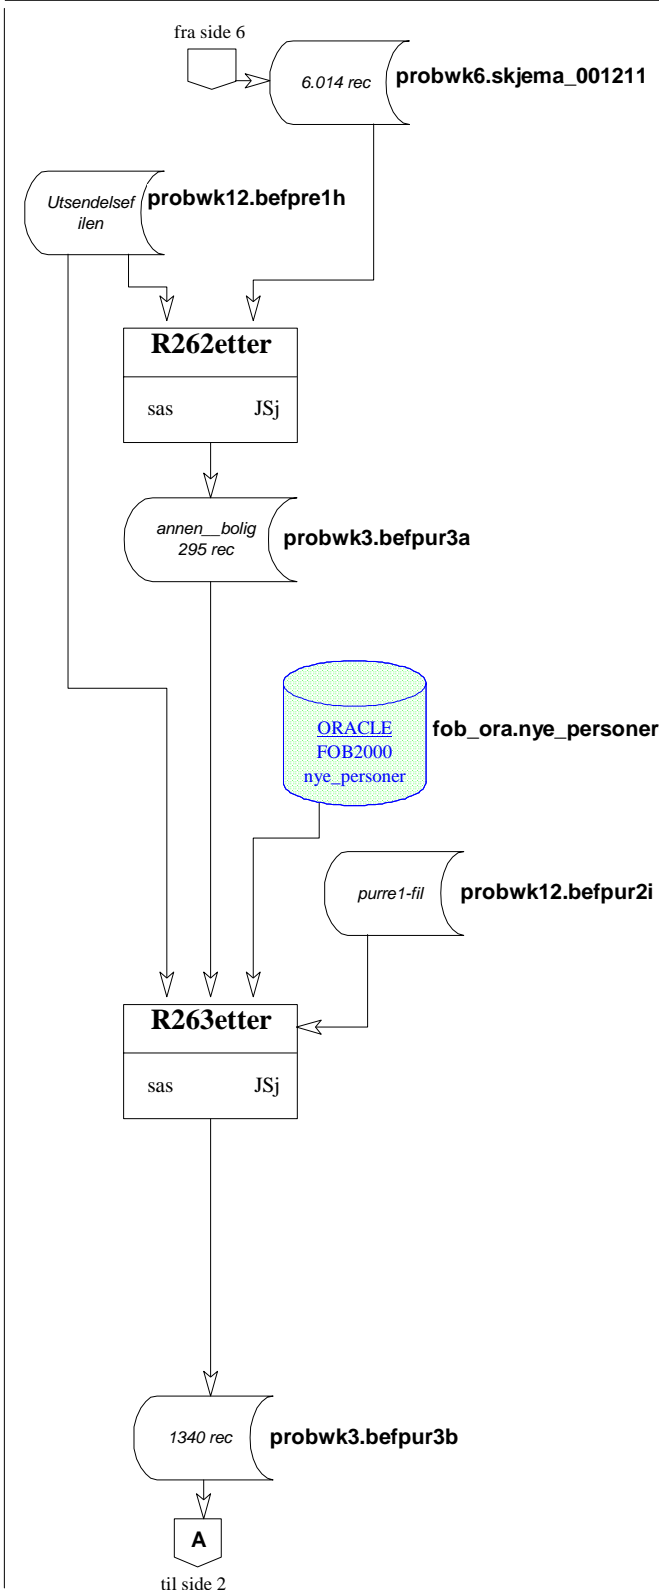 fra side 6
6.014 rec
probwk6.skjema_001211
Utsendelsef
ilen
probwk12.befpre1h
R262etter
sas JSj
annen__bolig
295 rec
probwk3.befpur3a
ORACLE
FOB2000
nye_personer
fob_ora.nye_personer
purre1-fil
probwk12.befpur2i
R263etter
sas JSj
1340 rec
probwk3.befpur3b
A
til side 2